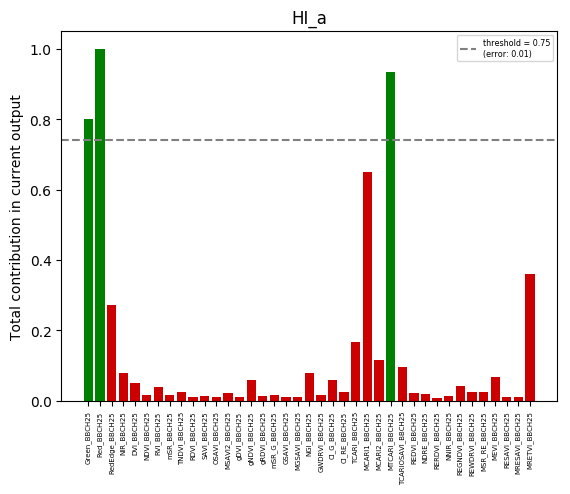 HI_a
threshold = 0.75
(error: 0.01)
Total contribution in current output
1.0
0.8
0.6
0.4
0.2
0.0
Green_BBCH25
Red_BBCH25
RedEdge_BBCH25
NIR_BBCH25
DVI_BBCH25
NDVI_BBCH25
RVI_BBCH25
mSR_BBCH25
TNDVI_BBCH25
RDVI_BBCH25
SAVI_BBCH25
OSAVI_BBCH25
MSAVI2_BBCH25
gDVI_BBCH25
gNDVI_BBCH25
gRDVI_BBCH25
mSR_G_BBCH25
GSAVI_BBCH25
MGSAVI_BBCH25
NGI_BBCH25
GWDRVI_BBCH25
CI_G_BBCH25
CI_RE_BBCH25
TCARI_BBCH25
MCARI1_BBCH25
MCARI2_BBCH25
MTCARI_BBCH25
TCARIOSAVI_BBCH25
REDVI_BBCH25
NDRE_BBCH25
RERDVI_BBCH25
NNIR_BBCH25
REGNDVI_BBCH25
REWDRVI_BBCH25
MSR_RE_BBCH25
MEVI_BBCH25
RESAVI_BBCH25
MRESAVI_BBCH25
MRETVI_BBCH25